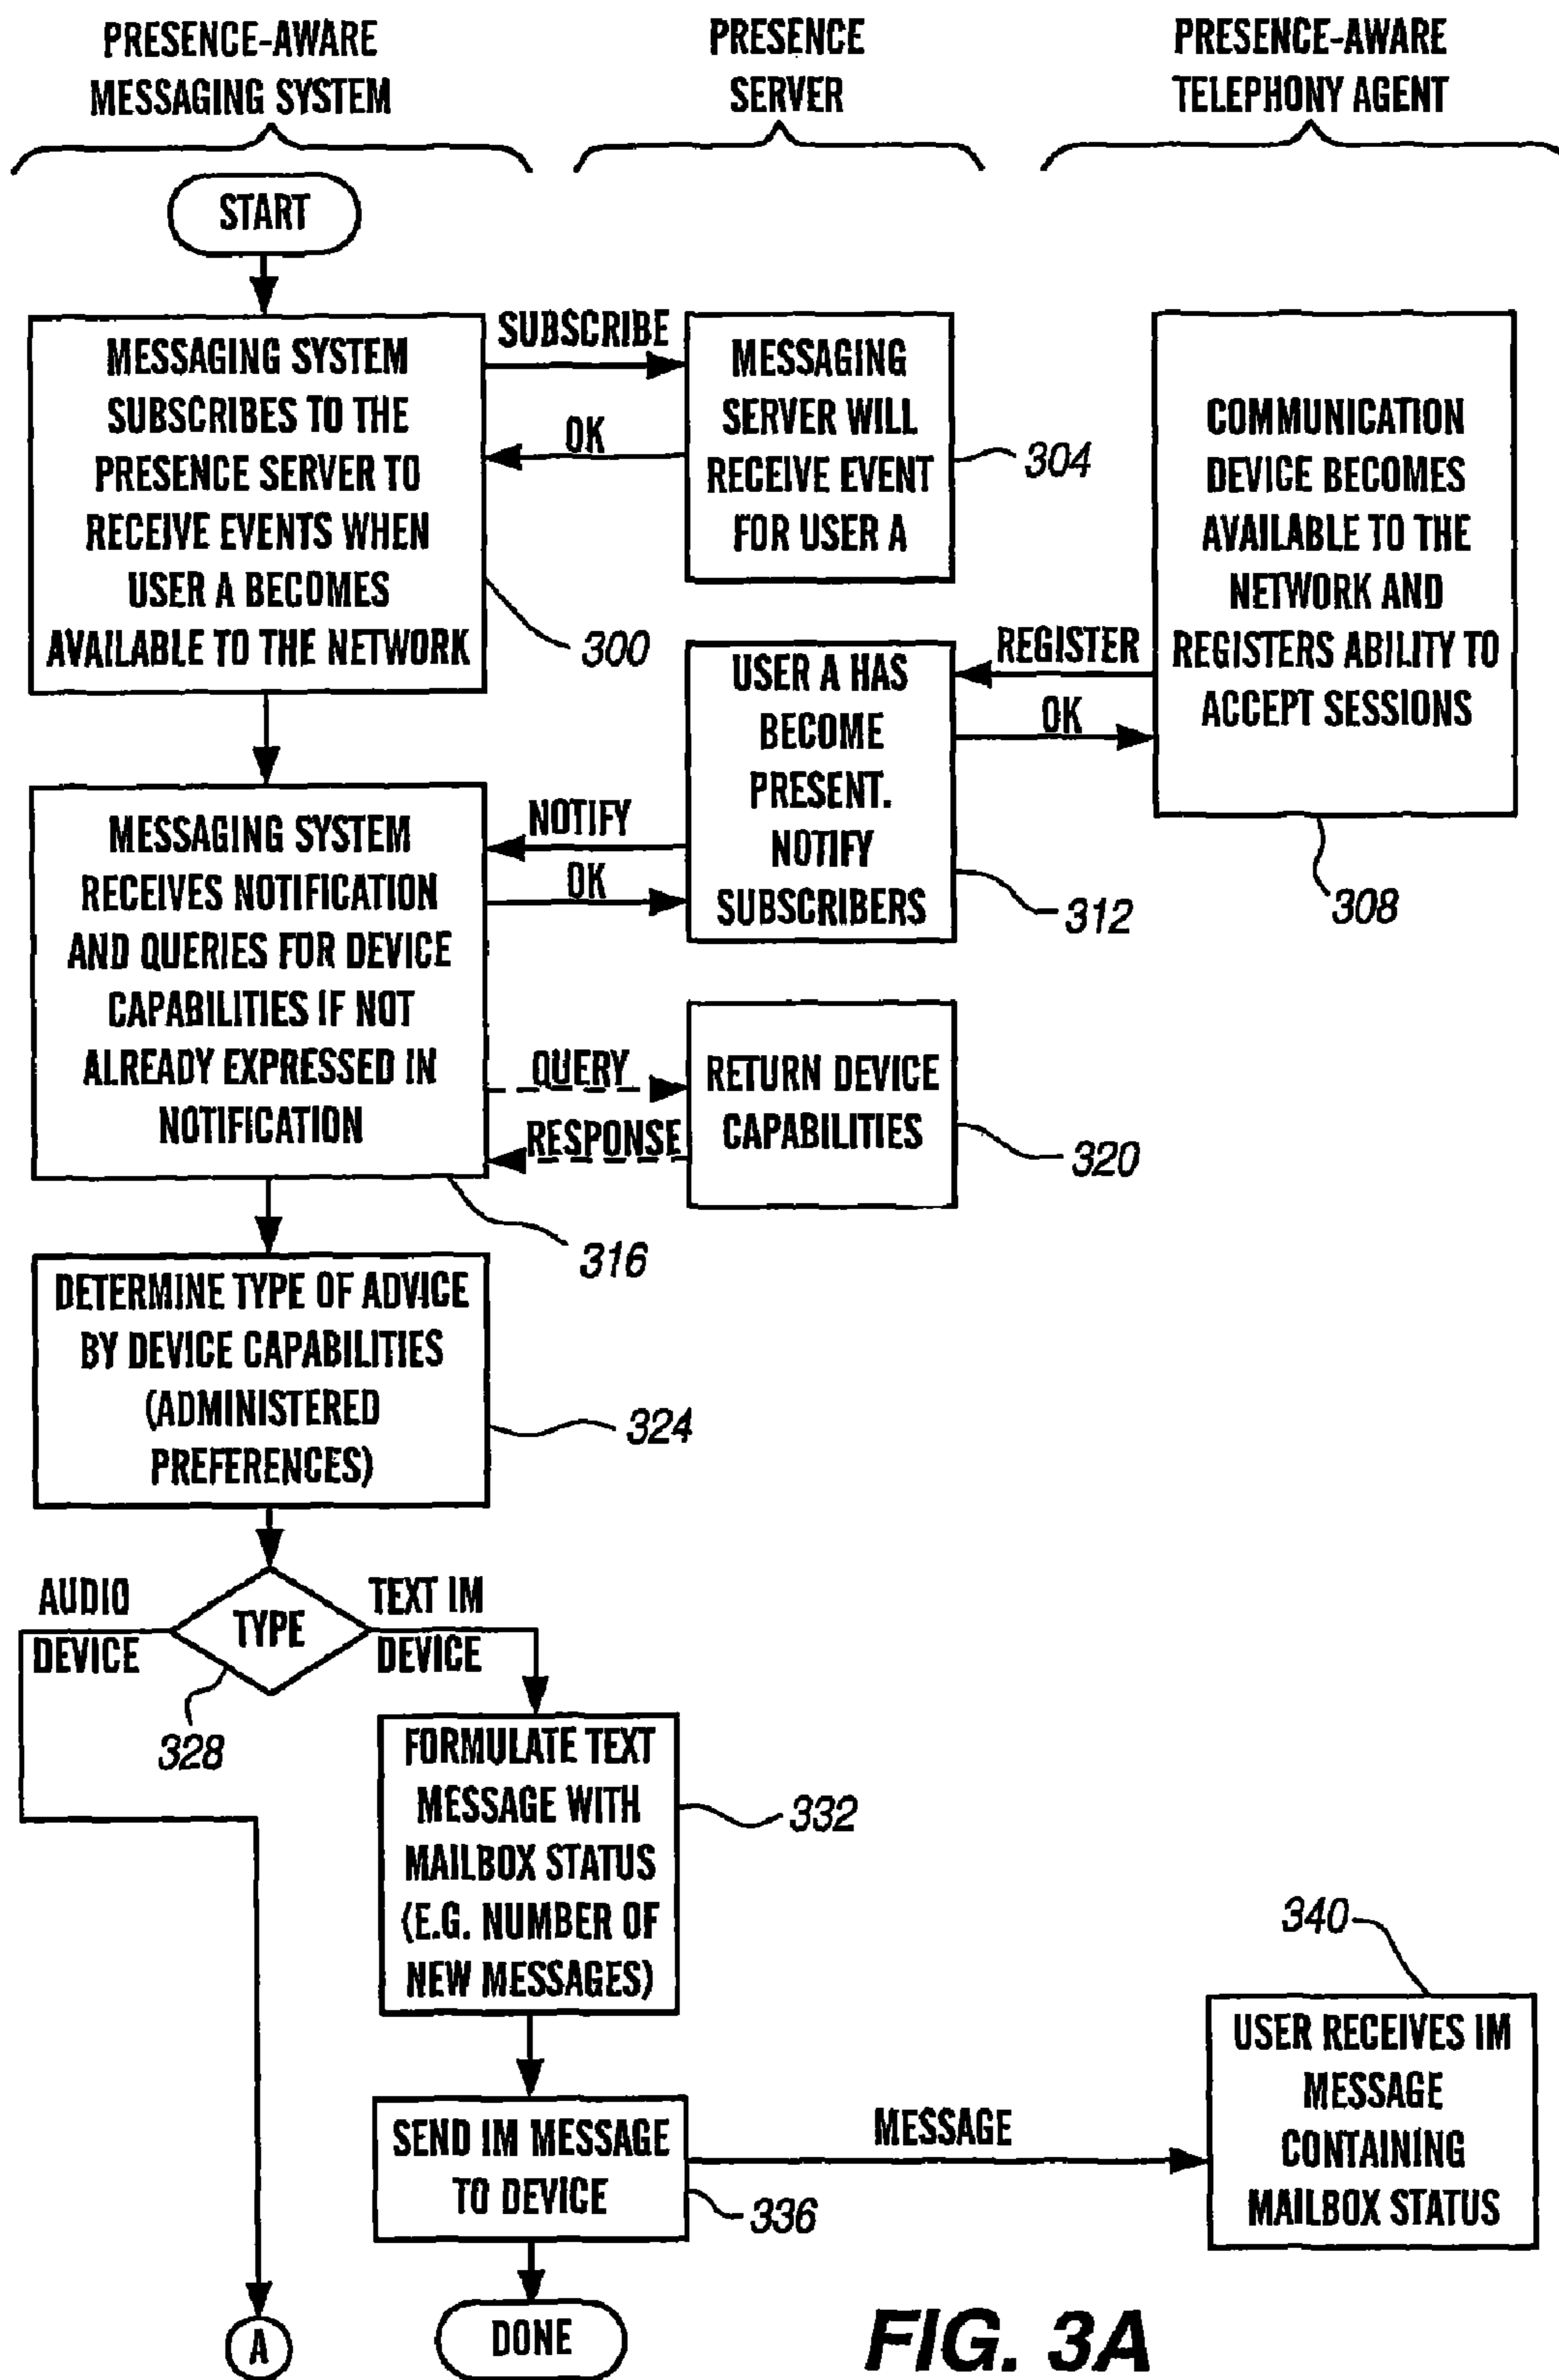 PRESENCE-AWARE
MESSAGING SYSTEM
PRESENCE
SERVER
PRESENCE-AWARE
TELEPHONY AGENT
START
MESSAGING SYSTEM
SUBSCRIBES TO THE
PRESENCE SERVER TO
RECEIVE EVENTS WHEN
USER A BECOMES
AVAILABLE TO THE NETWORK
300
SUBSCRIBE
OK
MESSAGING
SERVER WILL
RECEIVE EVENT
FOR USER A
304
COMMUNICATION
DEVICE BECOMES
AVAILABLE TO THE
NETWORK AND
REGISTERS ABILITY TO
ACCEPT SESSIONS
308
REGISTER
OK
USER A HAS
BECOME
PRESENT.
NOTIFY
SUBSCRIBERS
312
NOTIFY
OK
MESSAGING SYSTEM
RECEIVES NOTIFICATION
AND QUERIES FOR DEVICE
CAPABILITIES IF NOT
ALREADY EXPRESSED IN
NOTIFICATION
316
QUERY
RESPONSE
RETURN DEVICE
CAPABILITIES
320
DETERMINE TYPE OF ADVICE
BY DEVICE CAPABILITIES
(ADMINISTERED
PREFERENCES)
324
AUDIO
DEVICE
TYPE
TEXT IM
DEVICE
328
FORMULATE TEXT
MESSAGE WITH
MAILBOX STATUS
(E.G. NUMBER OF
NEW MESSAGES)
332
SEND IM MESSAGE
TO DEVICE
336
MESSAGE
340
USER RECEIVES IM
MESSAGE
CONTAINING
MAILBOX STATUS
A
DONE
FIG. 3A